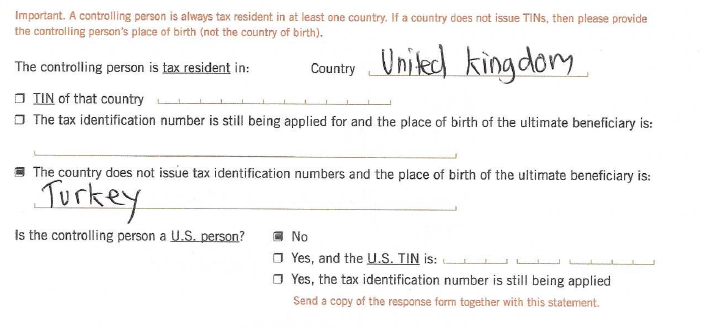 Important. A controlling person is always tax resident in at least one country. If a country does not issue TINs, then please provide
the controlling person's place of birth (not the country of birth).
The controlling person is tax resident in: Country United kingdom
TIN of that country
The tax identification number is still being applied for and the place of birth of the ultimate beneficiary is:
The country does not issue tax identification numbers and the place of birth of the ultimate beneficiary is:
Turkey
Is the controlling person a U.S. person? No
Yes, and the U.S. TIN is:
Yes, the tax identification number is still being applied
Send a copy of the response form together with this statement.